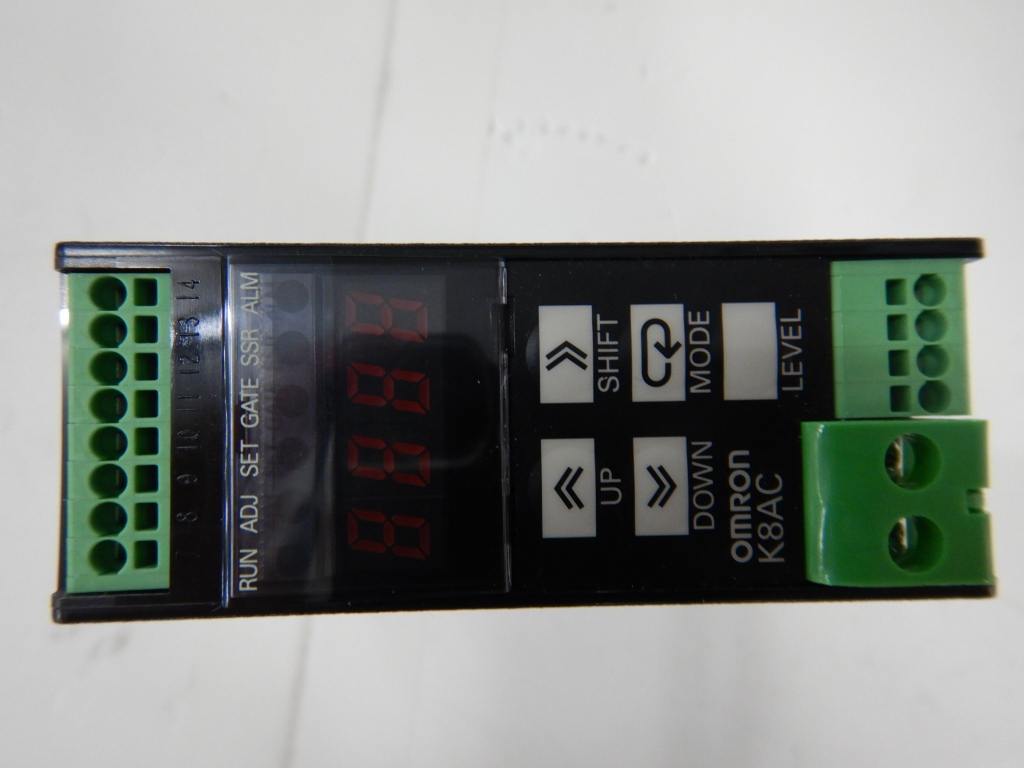 7 8 9 10 11 12 13 14
RUN ADJ SET GATE SSR ALM
UP SHIFT
DOWN MODE
OMRON
K8AC
LEVEL